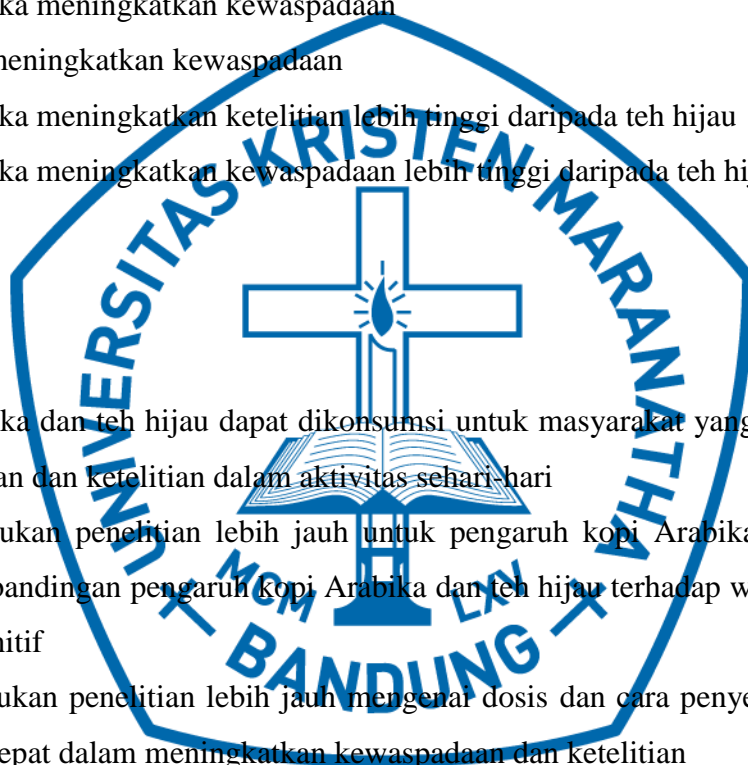 ka meningkatkan kewaspadaan
meningkatkan kewaspadaan
ka meningkatkan ketelitian lebih tinggi daripada teh hijau
ka meningkatkan kewaspadaan lebih tinggi daripada teh hij
UNIVERSITAS KRISTEN MARANATHA
ka dan teh hijau dapat dikonsumsi untuk masyarakat yang
an dan ketelitian dalam aktivitas sehari-hari
ukan penelitian lebih jauh untuk pengaruh kopi Arabika
bandingan pengaruh kopi Arabika dan teh hijau terhadap w
nitif
MCM LXV
BANDUNG
ukan penelitian lebih jauh mengenai dosis dan cara penye
epat dalam meningkatkan kewaspadaan dan ketelitian